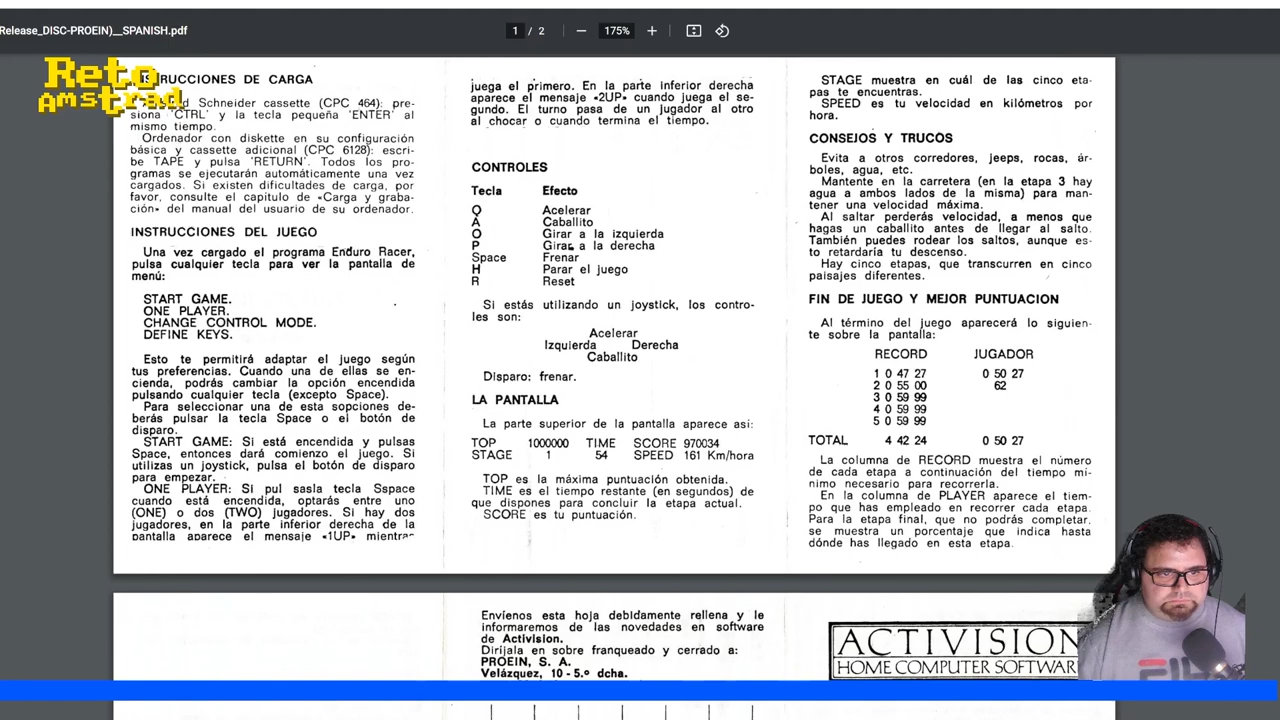 Release_DISC-PROEIN)__SPANISH.pdf
1 / 2
175%
Reto
Amstrad
RUCCIONES DE CARGA
d Schneider cassette (CPC 464): pre-
siona 'CTRL' y la tecla pequeña 'ENTER' al
mismo tiempo.
Ordenador con diskette en su configuración
básica y cassette adicional (CPC 6128): escri-
be TAPE y pulsa 'RETURN'. Todos los pro-
gramas se ejecutarán automáticamente una vez
cargados. Si existen dificultades de carga, por
favor, consulte el capítulo de «Carga y graba-
ción» del manual del usuario de su ordenador.
INSTRUCCIONES DEL JUEGO
Una vez cargado el programa Enduro Racer,
pulsa cualquier tecla para ver la pantalla de
menú:
START GAME.
ONE PLAYER.
CHANGE CONTROL MODE.
DEFINE KEYS.
Esto te permitirá adaptar el juego según
tus preferencias. Cuando una de ellas se en-
cienda, podrás cambiar la opción encendida
pulsando cualquier tecla (excepto Space).
Para seleccionar una de esta sopciones de-
berás pulsar la tecla Space o el botón de
disparo.
START GAME: Si está encendida y pulsas
Space, entonces dará comienzo el juego. Si
utilizas un joystick, pulsa el botón de disparo
para empezar.
ONE PLAYER: Si pul sasla tecla Sspace
cuando está encendida, optarás entre uno
(ONE) o dos (TWO) jugadores. Si hay dos
jugadores, en la parte inferior derecha de la
pantalla aparece el mensaje «1UP» mientras
juega el primero. En la parte inferior derecha
aparece el mensaje «2UP» cuando juega el se-
gundo. El turno pasa de un jugador al otro
al chocar o cuando termina el tiempo.
CONTROLES
Tecla Efecto
Q Acelerar
A Caballito
O Girar a la izquierda
P Girar a la derecha
Space Frenar
H Parar el juego
R Reset
Si estás utilizando un joystick, los contro-
les son:
Acelerar
Izquierda Derecha
Caballito
Disparo: frenar.
LA PANTALLA
La parte superior de la pantalla aparece así:
TOP 1000000 TIME SCORE 970034
STAGE 1 54 SPEED 161 Km/hora
TOP es la máxima puntuación obtenida.
TIME es el tiempo restante (en segundos) de
que dispones para concluir la etapa actual.
SCORE es tu puntuación.
STAGE muestra en cuál de las cinco eta-
pas te encuentras.
SPEED es tu velocidad en kilómetros por
hora.
CONSEJOS Y TRUCOS
Evita a otros corredores, jeeps, rocas, ár-
boles, agua, etc.
Mantente en la carretera (en la etapa 3 hay
agua a ambos lados de la misma) para man-
tener una velocidad máxima.
Al saltar perderás velocidad, a menos que
hagas un caballito antes de llegar al salto.
También puedes rodear los saltos, aunque es-
to retardaría tu descenso.
Hay cinco etapas, que transcurren en cinco
paisajes diferentes.
FIN DE JUEGO Y MEJOR PUNTUACION
Al término del juego aparecerá lo siguien-
te sobre la pantalla:
RECORD JUGADOR
1 0 47 27 0 50 27
2 0 55 00 62
3 0 59 99
4 0 59 99
5 0 59 99
TOTAL 4 42 24 0 50 27
La columna de RECORD muestra el número
de cada etapa a continuación del tiempo mí-
nimo necesario para recorrerla.
En la columna de PLAYER aparece el tiem-
po que has empleado en recorrer cada etapa.
Para la etapa final, que no podrás completar,
se muestra un porcentaje que indica hasta
dónde has llegado en esta etapa.
Envíenos esta hoja debidamente rellena y le
informaremos de las novedades en software
de Activision.
Diríjala en sobre franqueado y cerrado a:
PROEIN, S. A.
Velázquez, 10 - 5.º dcha.
ACTIVISION
HOME COMPUTER SOFTWAR